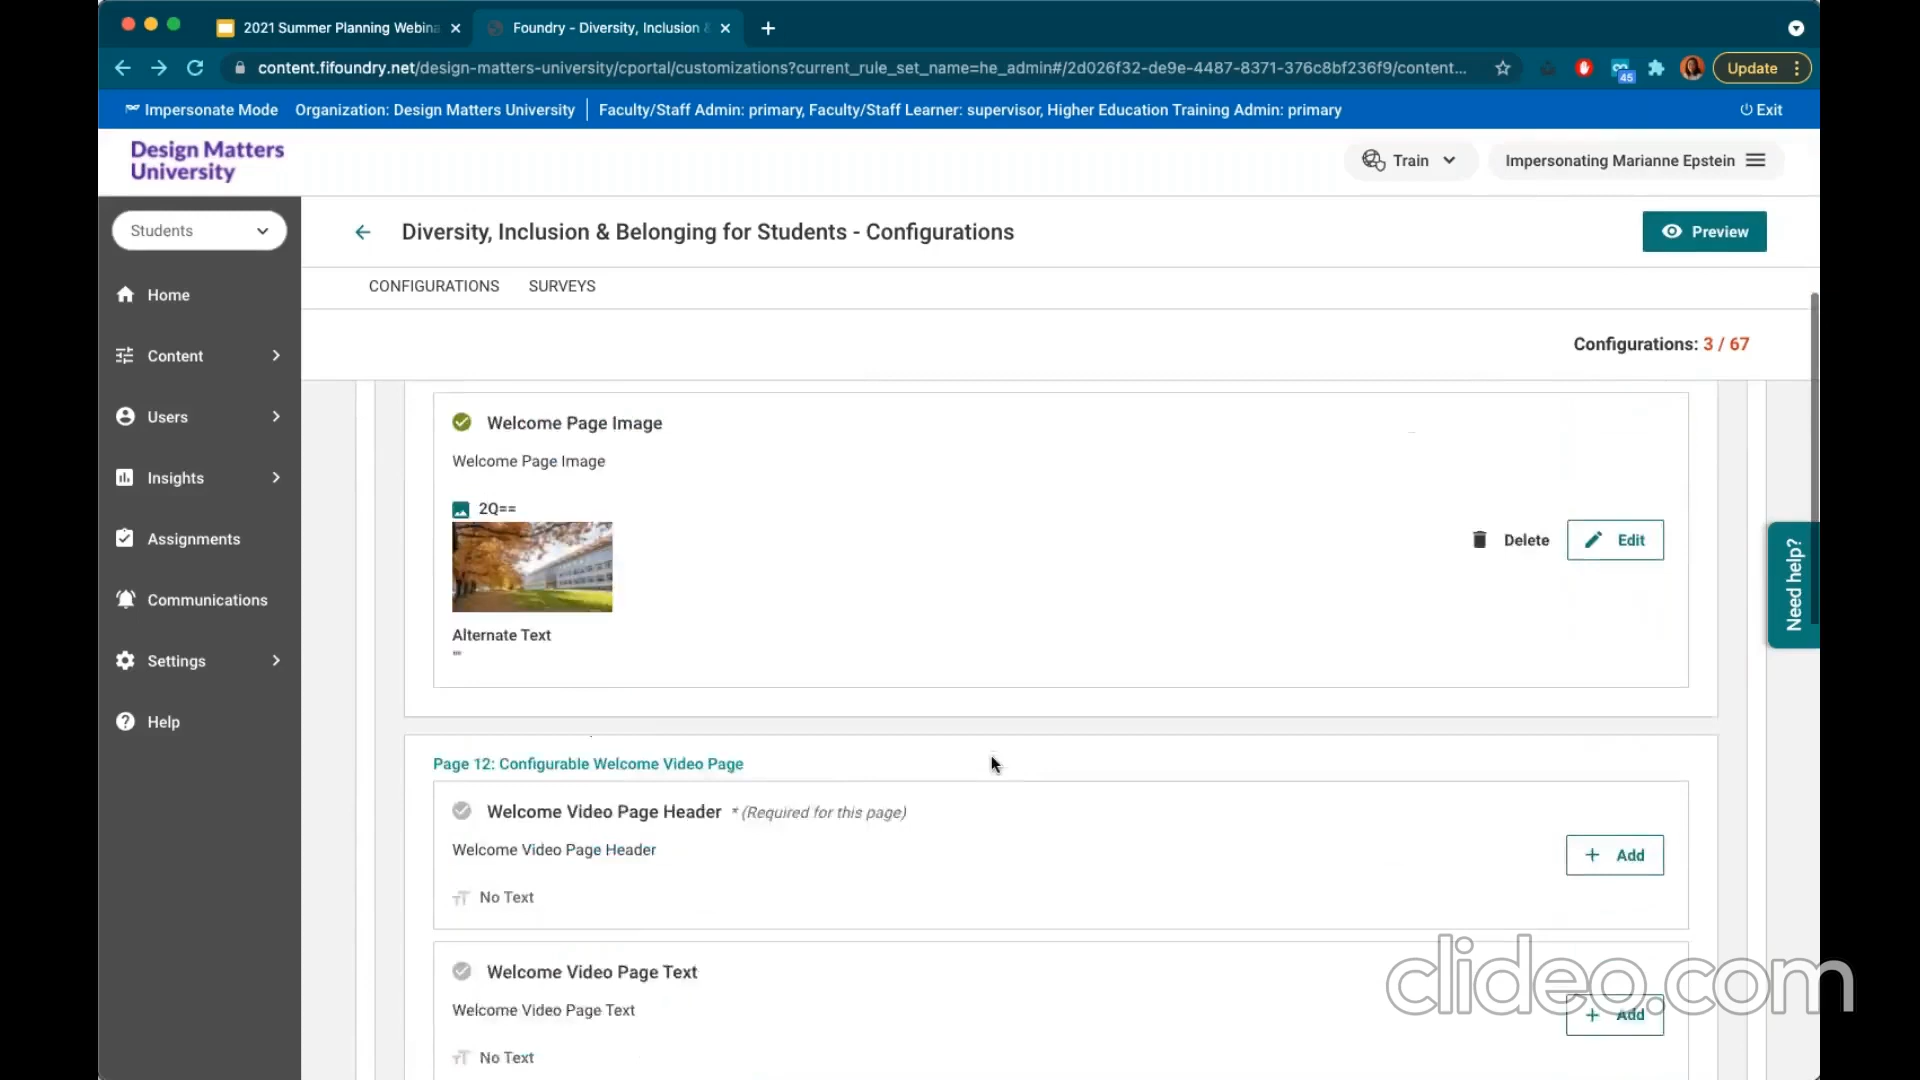 2021 Summer Planning Webina
Foundry - Diversity, Inclusion &
content.fifoundry.net/design-matters-university/cportal/customizations?current_rule_set_name=he_admin#/2d026f32-de9e-4487-8371-376c8bf236f9/content...
45
Update
Impersonate Mode
Organization: Design Matters University
Faculty/Staff Admin: primary, Faculty/Staff Learner: supervisor, Higher Education Training Admin: primary
Exit
Design Matters
University
Train
Impersonating Marianne Epstein
Students
Diversity, Inclusion & Belonging for Students - Configurations
Preview
CONFIGURATIONS
SURVEYS
Configurations: 3 / 67
Home
Content
Users
Insights
Assignments
Communications
Settings
Help
Welcome Page Image
Welcome Page Image
2Q==
Delete
Edit
Alternate Text
""
Need help?
Page 12: Configurable Welcome Video Page
Welcome Video Page Header * (Required for this page)
Welcome Video Page Header
Add
No Text
Welcome Video Page Text
Welcome Video Page Text
Add
No Text
clideo.com